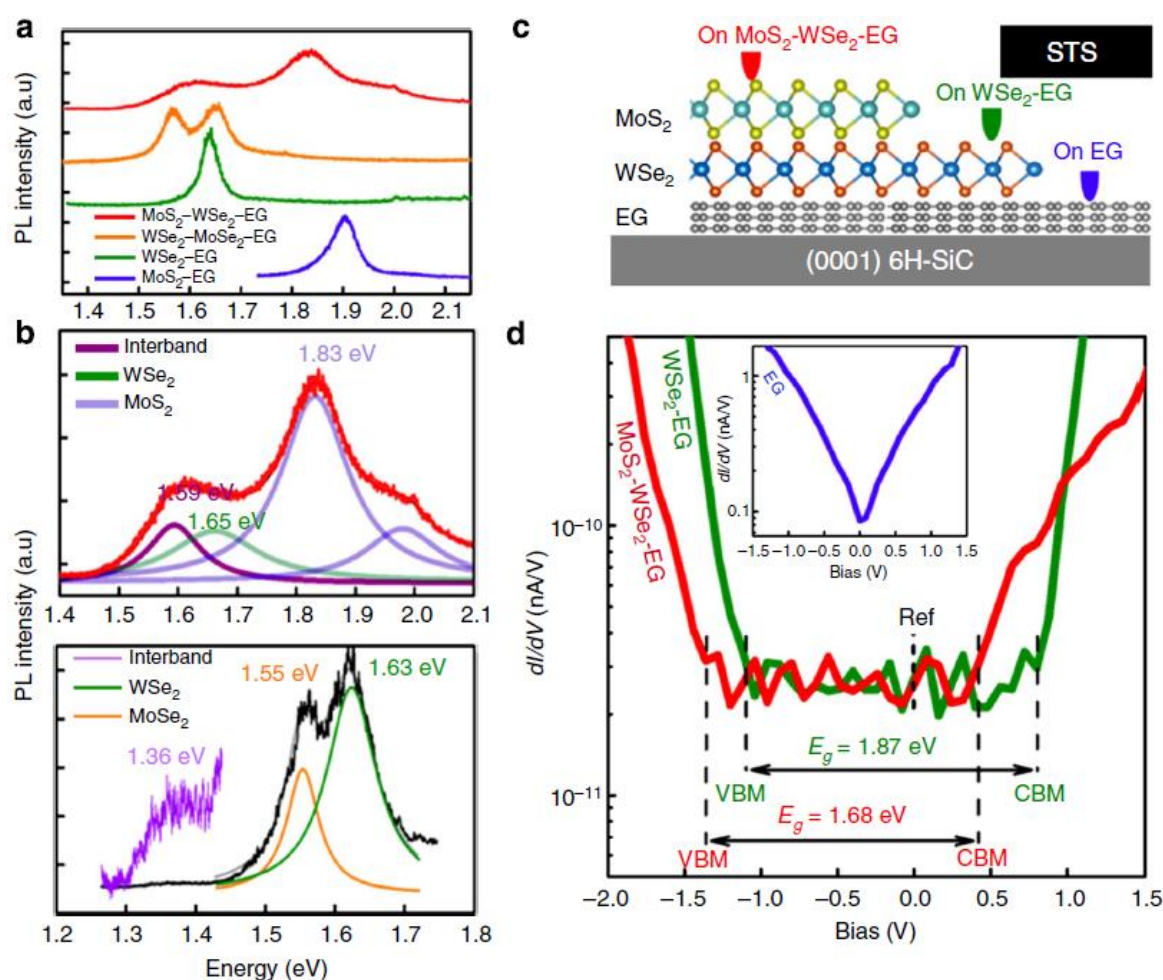 a
PL intensity (a.u)
MoS₂–WSe₂–EG
WSe₂–MoSe₂–EG
WSe₂–EG
MoS₂–EG
1.4 1.5 1.6 1.7 1.8 1.9 2.0 2.1
b
Interband
WSe₂
MoS₂
1.83 eV
1.59 eV
1.65 eV
1.4 1.5 1.6 1.7 1.8 1.9 2.0 2.1
PL intensity (a.u)
Interband
WSe₂
MoSe₂
1.55 eV
1.63 eV
1.36 eV
1.2 1.3 1.4 1.5 1.6 1.7 1.8
Energy (eV)
c
On MoS₂-WSe₂-EG
STS
On WSe₂-EG
MoS₂
On EG
WSe₂
EG
(0001) 6H-SiC
d
WSe₂-EG
MoS₂-WSe₂-EG
EG
1
0.1
dI/dV (nA/V)
–1.5 –1.0 –0.5 0.0 0.5 1.0 1.5
Bias (V)
Ref
10⁻¹⁰
10⁻¹¹
dI/dV (nA/V)
E_g = 1.87 eV
VBM
CBM
E_g = 1.68 eV
VBM
CBM
–2.0 –1.5 –1.0 –0.5 0.0 0.5 1.0 1.5
Bias (V)